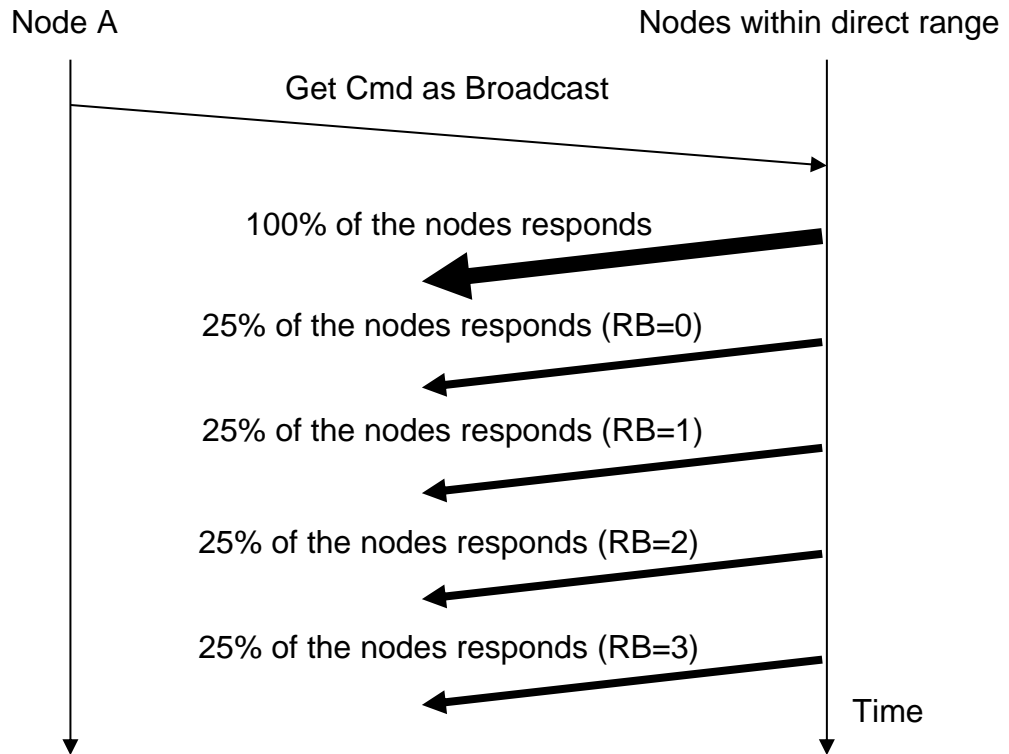 Node A
Nodes within direct range
Get Cmd as Broadcast
100% of the nodes responds
25% of the nodes responds (RB=0)
25% of the nodes responds (RB=1)
25% of the nodes responds (RB=2)
25% of the nodes responds (RB=3)
Time